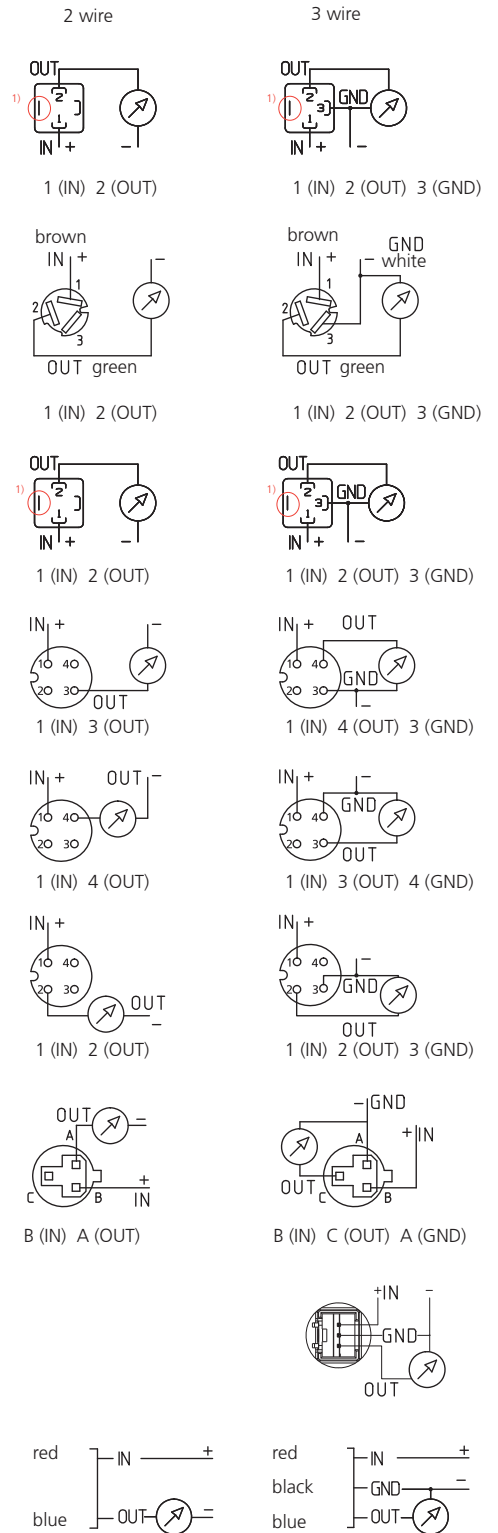 2 wire 3 wire
OUT OUT
1) 2 1) 2 3 GND
1 1
IN + – IN + –
1 (IN) 2 (OUT) 1 (IN) 2 (OUT) 3 (GND)
brown – brown – GND
IN + IN + white
1 1
2 2
3 3
OUT green OUT green
1 (IN) 2 (OUT) 1 (IN) 2 (OUT) 3 (GND)
OUT OUT
1) 2 1) 2 3 GND
1 1
IN + – IN + –
1 (IN) 2 (OUT) 1 (IN) 2 (OUT) 3 (GND)
IN + – IN + OUT
1 4 1 4
2 3 OUT 2 3 GND –
1 (IN) 3 (OUT) 1 (IN) 4 (OUT) 3 (GND)
IN + OUT – IN + –
1 4 1 4 GND
2 3 2 3 OUT
1 (IN) 4 (OUT) 1 (IN) 3 (OUT) 4 (GND)
IN + IN +
1 4 1 4 –
2 3 OUT – 2 3 GND
OUT
1 (IN) 2 (OUT) 1 (IN) 2 (OUT) 3 (GND)
OUT – – GND
A A + IN
+ OUT
C B IN C B
B (IN) A (OUT) B (IN) C (OUT) A (GND)
+IN –
GND
OUT
red IN + red IN +
black GND –
blue OUT – blue OUT